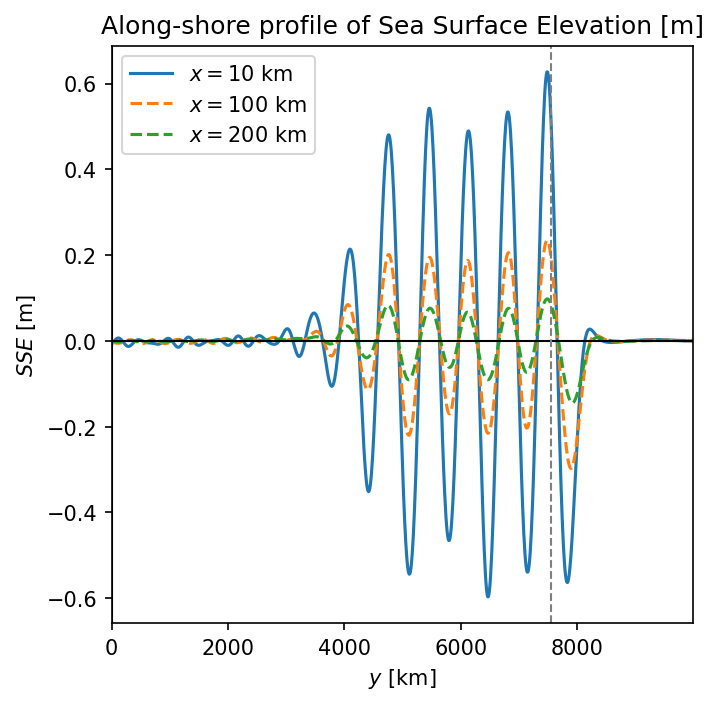 Along-shore profile of Sea Surface Elevation [m]
x = 10 km
x = 100 km
x = 200 km
0.6
0.4
0.2
0.0
−0.2
−0.4
−0.6
SSE [m]
0 2000 4000 6000 8000
y [km]